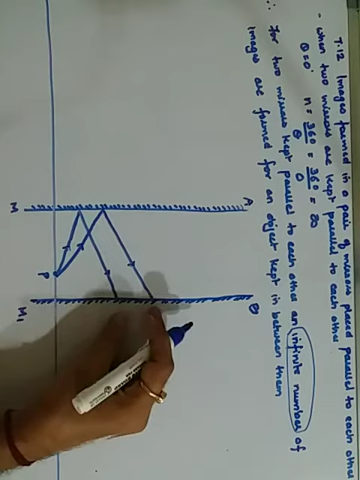 7.12 Images formed in a pair of mirrors placed parallel to each other
- When two mirrors are kept parallel to each other
θ = 0° n = 360/θ = 360/0 = ∞
∴ For two mirrors kept parallel to each other an infinite number of
images are formed for an object kept in between them
M A
P
M₁ B